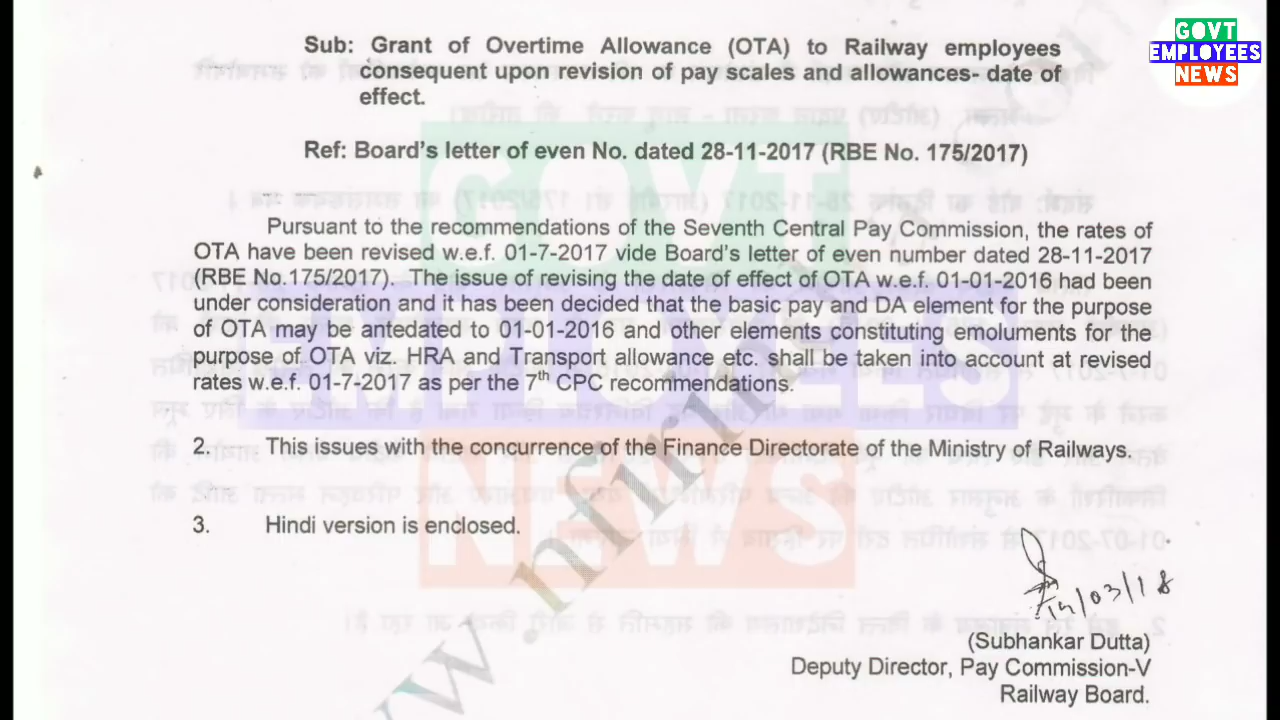 GOVT
EMPLOYEES
NEWS
Sub: Grant of Overtime Allowance (OTA) to Railway employees
consequent upon revision of pay scales and allowances- date of
effect.
Ref: Board's letter of even No. dated 28-11-2017 (RBE No. 175/2017)
Pursuant to the recommendations of the Seventh Central Pay Commission, the rates of
OTA have been revised w.e.f. 01-7-2017 vide Board's letter of even number dated 28-11-2017
(RBE No.175/2017). The issue of revising the date of effect of OTA w.e.f. 01-01-2016 had been
under consideration and it has been decided that the basic pay and DA element for the purpose
of OTA may be antedated to 01-01-2016 and other elements constituting emoluments for the
purpose of OTA viz. HRA and Transport allowance etc. shall be taken into account at revised
rates w.e.f. 01-7-2017 as per the 7th CPC recommendations.
2. This issues with the concurrence of the Finance Directorate of the Ministry of Railways.
3. Hindi version is enclosed.
(Subhankar Dutta)
Deputy Director, Pay Commission-V
Railway Board.
GOVT
EMPLOYEES
NEWS